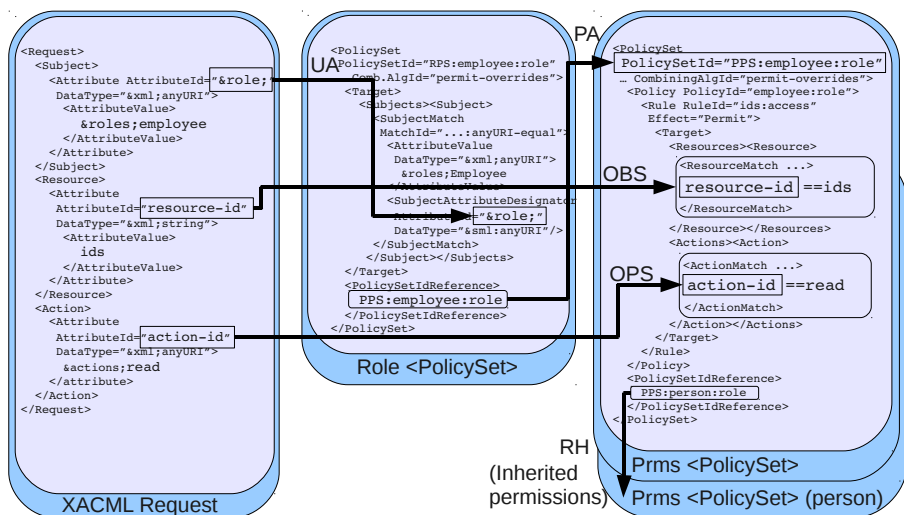 <Request>
<Subject>
<Attribute AttributeId="&role;"
DataType="&xml;anyURI">
<AttributeValue>
&roles;employee
</AttributeValue>
</Attribute>
</Subject>
<Resource>
<Attribute
AttributeId="resource-id"
DataType="&xml;string">
<AttributeValue>
ids
</AttributeValue>
</Attribute>
</Resource>
<Action>
<Attribute
AttributeId="action-id"
DataType="&xml;anyURI">
&actions;read
</attribute>
</Action>
</Request>
XACML Request
UA
<PolicySet
PolicySetId="RPS:employee:role"
Comb.AlgId="permit-overrides">
<Target>
<Subjects><Subject>
<SubjectMatch
MatchId="...:anyURI-equal">
<AttributeValue
DataType="&xml;anyURI">
&roles;Employee
</AttributeValue>
<SubjectAttributeDesignator
AttributeId="&role;"
DataType="&sml:anyURI"/>
</SubjectMatch>
</Subject></Subjects>
</Target>
<PolicySetIdReference>
PPS:employee:role
</PolicySetIdReference>
</PolicySet>
Role <PolicySet>
PA
OBS
OPS
<PolicySet
PolicySetId="PPS:employee:role"
… CombiningAlgId="permit-overrides">
<Policy PolicyId="employee:role">
<Rule RuleId="ids:access"
Effect="Permit">
<Target>
<Resources><Resource>
<ResourceMatch ...>
resource-id ==ids
</ResourceMatch>
</Resource></Resources>
<Actions><Action>
<ActionMatch ...>
action-id ==read
</ActionMatch>
</Action></Actions>
</Target>
</Rule>
</Policy>
<PolicySetIdReference>
PPS:person:role
</PolicySetIdReference>
</PolicySet>
RH
(Inherited
permissions)
Prms <PolicySet>
Prms <PolicySet> (person)